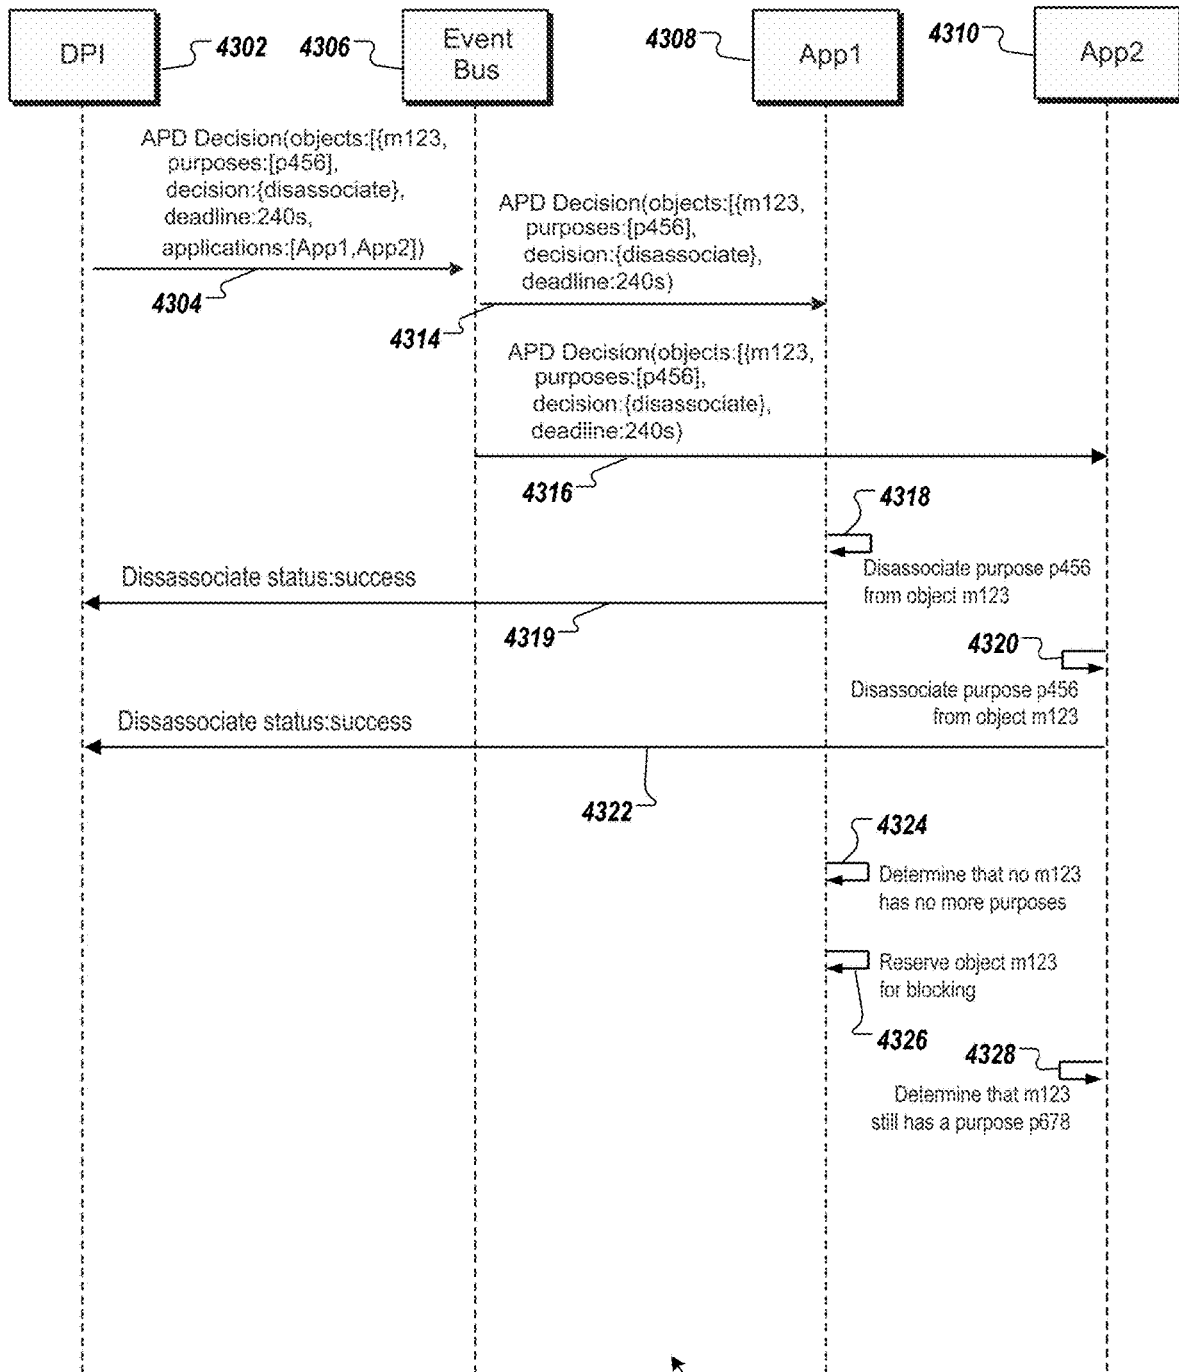 DPI
4302
4306
Event
Bus
4308
App1
4310
App2
APD Decision(objects:[{m123,
purposes:[p456],
decision:{disassociate},
deadline:240s,
applications:[App1,App2])
4304
APD Decision(objects:[{m123,
purposes:[p456],
decision:{disassociate},
deadline:240s)
4314
APD Decision(objects:[{m123,
purposes:[p456],
decision:{disassociate},
deadline:240s)
4316
4318
Disassociate purpose p456
from object m123
Dissassociate status:success
4319
4320
Disassociate purpose p456
from object m123
Dissassociate status:success
4322
4324
Determine that no m123
has no more purposes
Reserve object m123
for blocking
4326
4328
Determine that m123
still has a purpose p678